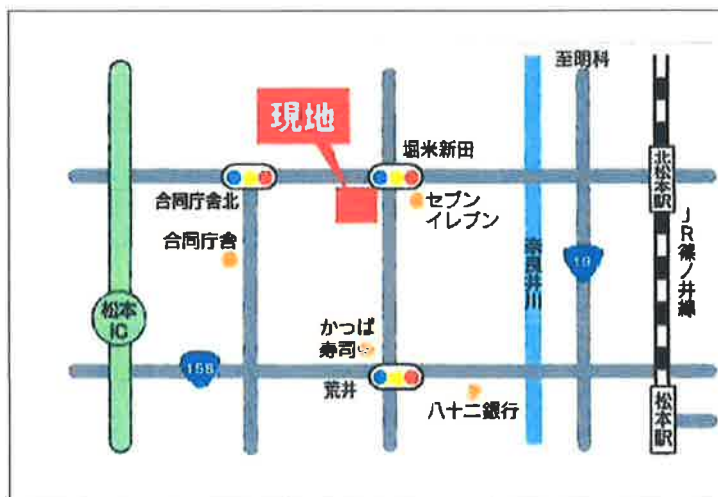 至明科
現地
堀米新田
合同庁舎北
セブン
イレブン
北松本駅
合同庁舎
奈良井川
19
JR篠ノ井線
松本
IC
かっぱ
寿司
158
荒井
八十二銀行
松本駅